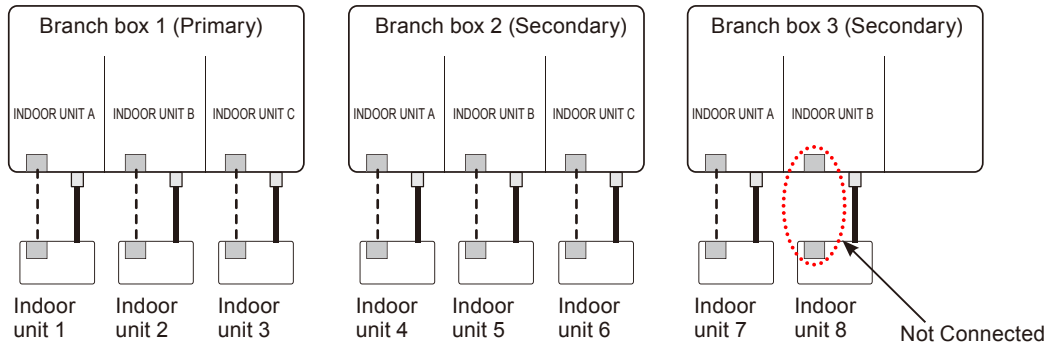 Branch box 1 (Primary)
INDOOR UNIT A
INDOOR UNIT B
INDOOR UNIT C
Indoor
unit 1
Indoor
unit 2
Indoor
unit 3
Branch box 2 (Secondary)
INDOOR UNIT A
INDOOR UNIT B
INDOOR UNIT C
Indoor
unit 4
Indoor
unit 5
Indoor
unit 6
Branch box 3 (Secondary)
INDOOR UNIT A
INDOOR UNIT B
Indoor
unit 7
Indoor
unit 8
Not Connected